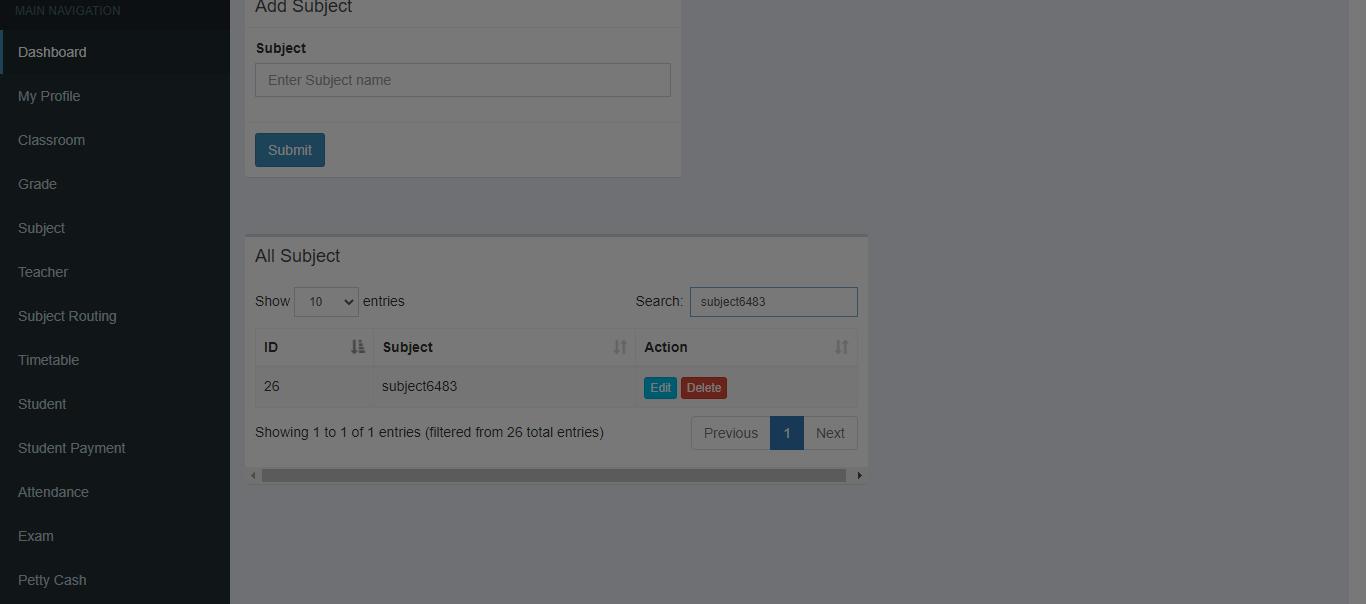 MAIN NAVIGATION
Dashboard
My Profile
Classroom
Grade
Subject
Teacher
Subject Routing
Timetable
Student
Student Payment
Attendance
Exam
Petty Cash
Add Subject
Subject
Enter Subject name
Submit
All Subject
Show 10 entries Search: subject6483
ID Subject Action
26 subject6483 Edit Delete
Showing 1 to 1 of 1 entries (filtered from 26 total entries) Previous 1 Next